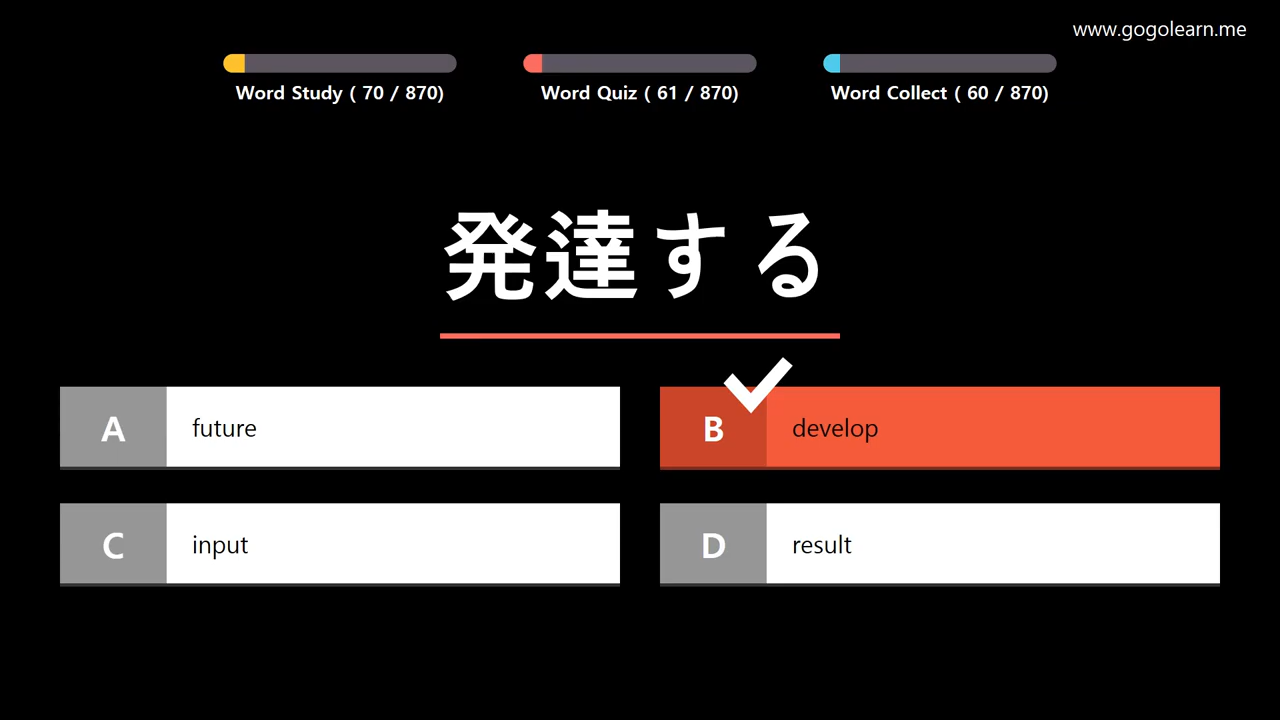 www.gogolearn.me
Word Study ( 70 / 870)
Word Quiz ( 61 / 870)
Word Collect ( 60 / 870)
発達する
A future
B develop
C input
D result